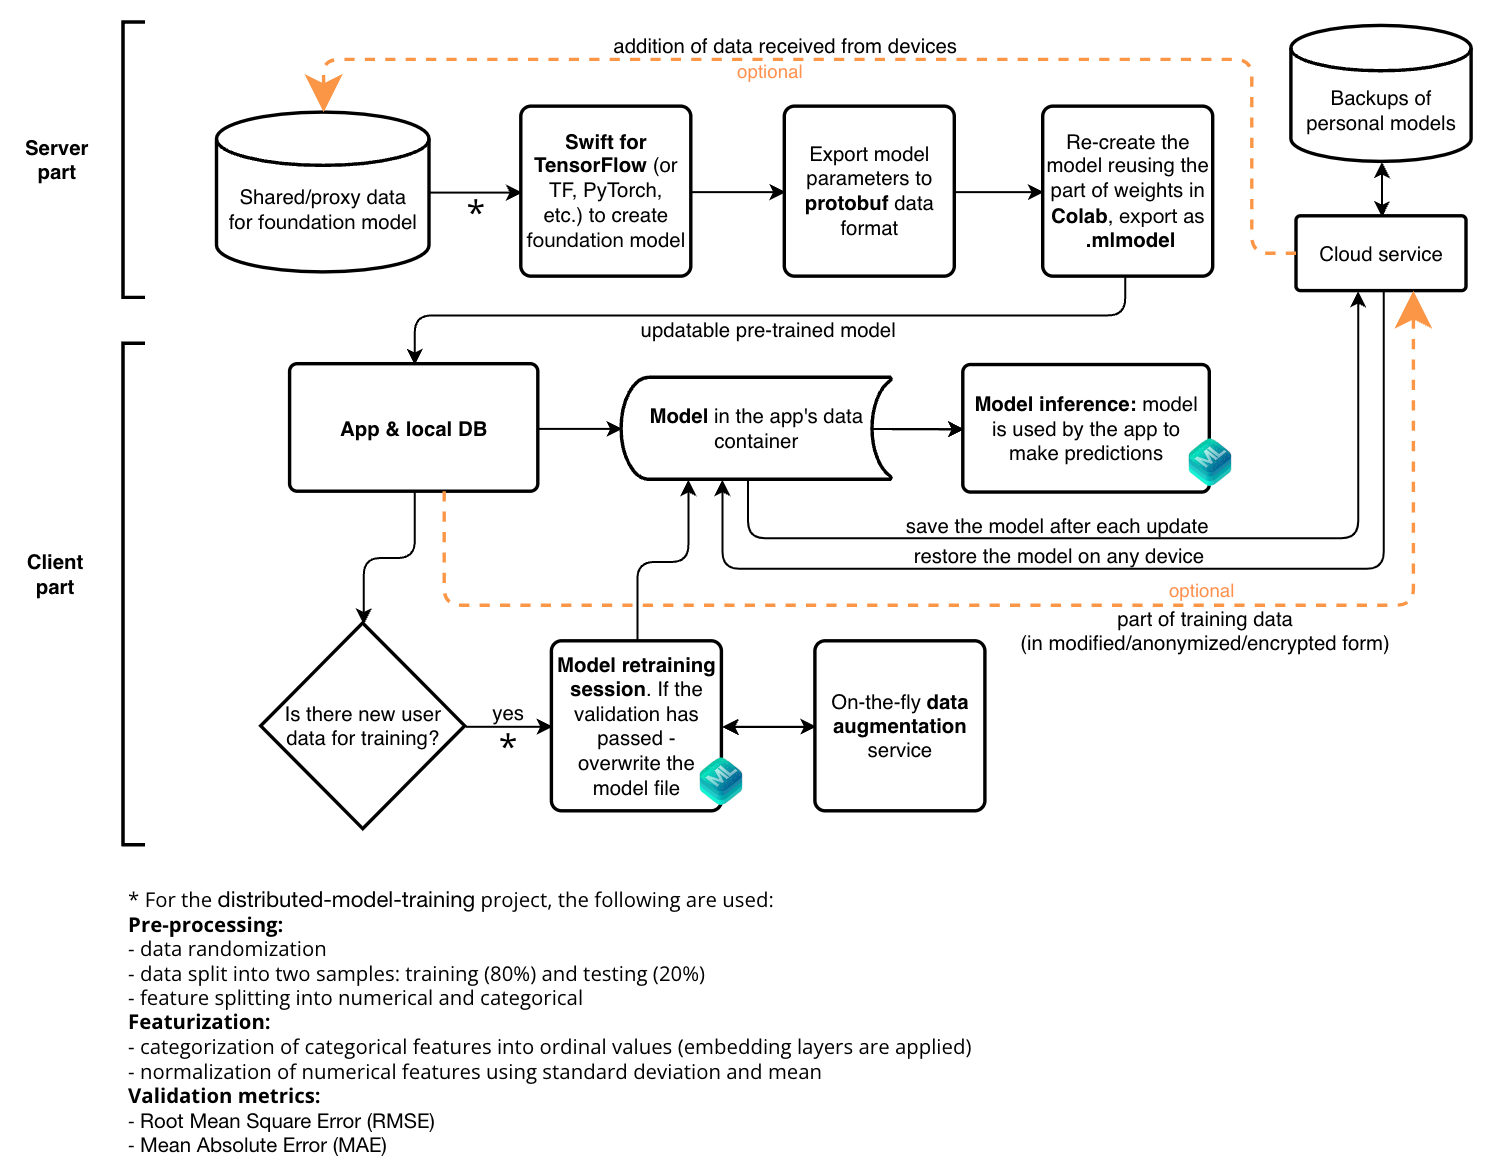 addition of data received from devices
optional
Server
part
Shared/proxy data
for foundation model
*
Swift for
TensorFlow (or
TF, PyTorch,
etc.) to create
foundation model
Export model
parameters to
protobuf data
format
Re-create the
model reusing the
part of weights in
Colab, export as
.mlmodel
Backups of
personal models
Cloud service
updatable pre-trained model
Client
part
App & local DB
Model in the app's data
container
Model inference: model
is used by the app to
make predictions
ML
save the model after each update
restore the model on any device
optional
part of training data
(in modified/anonymized/encrypted form)
Is there new user
data for training?
yes
*
Model retraining
session. If the
validation has
passed -
overwrite the
model file
ML
On-the-fly data
augmentation
service
* For the distributed-model-training project, the following are used:
Pre-processing:
- data randomization
- data split into two samples: training (80%) and testing (20%)
- feature splitting into numerical and categorical
Featurization:
- categorization of categorical features into ordinal values (embedding layers are applied)
- normalization of numerical features using standard deviation and mean
Validation metrics:
- Root Mean Square Error (RMSE)
- Mean Absolute Error (MAE)